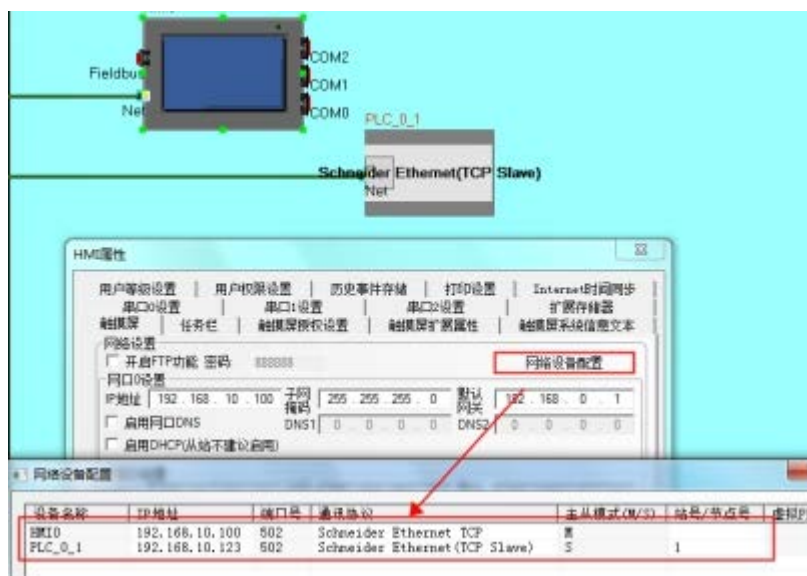 COM2
Fieldbus
COM1
Net
COM0
PLC_0_1
Schneider Ethernet(TCP Slave)
Net
HMI属性
用户等级设置 用户权限设置 历史事件存储 打印设置 Internet时间同步
串口0设置 串口1设置 串口2设置 扩展存储器
触摸屏 任务栏 触摸屏授权设置 触摸屏扩展属性 触摸屏系统信息文本
网络设置
开启FTP功能 密码 888888 网络设备配置
网口0设置
IP地址 192 . 168 . 10 . 100 子网掩码 255 . 255 . 255 . 0 默认网关 192 . 168 . 0 . 1
启用网口DNS DNS1 0 . 0 . 0 . 0 DNS2 0 . 0 . 0 . 0
启用DHCP(从站不建议启用)
网络设备配置
设备名称 IP地址 端口号 通讯协议 主从模式(M/S) 站号/节点号
HMI0 192.168.10.100 502 Schneider Ethernet TCP M
PLC_0_1 192.168.10.123 502 Schneider Ethernet(TCP Slave) S 1